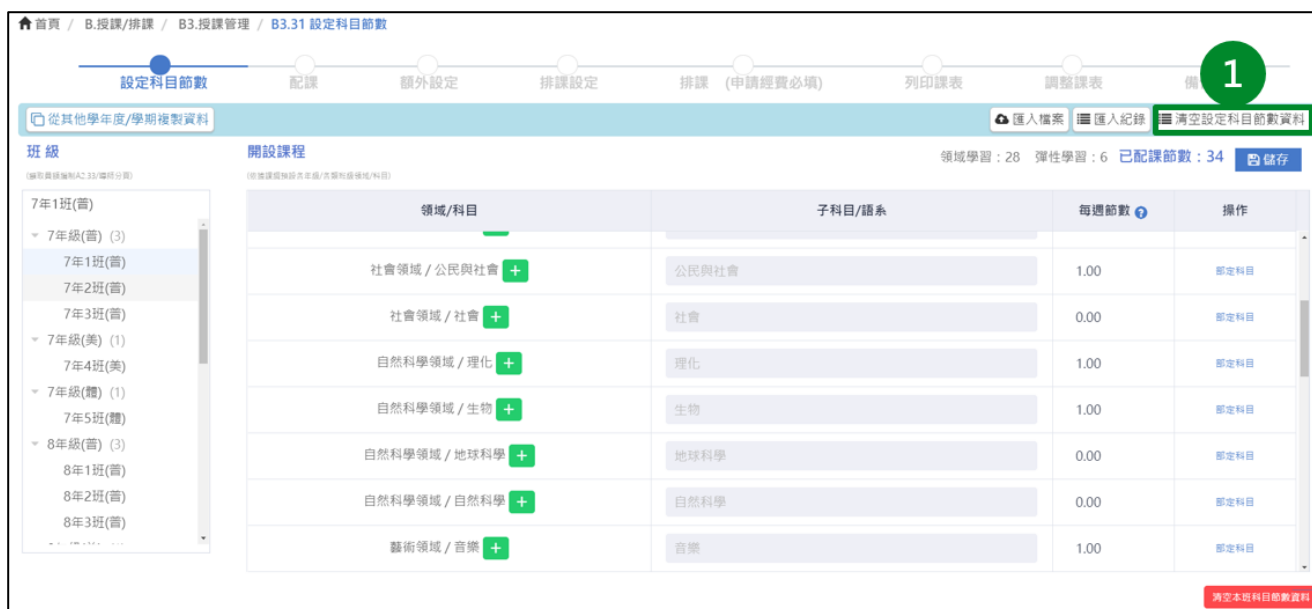 首頁 / B.授課/排課 / B3.授課管理 / B3.31 設定科目節數
設定科目節數 配課 額外設定 排課設定 排課 (申請經費必填) 列印課表 調整課表 備
1
從其他學年度/學期複製資料 匯入檔案 匯入紀錄 清空設定科目節數資料
班級 開設課程 領域學習:28 彈性學習:6 已配課節數:34 儲存
7年1班(普) 領域/科目 子科目/語系 每週節數 ? 操作
7年級(普) (3)
7年1班(普) 社會領域 / 公民與社會 + 公民與社會 1.00 部定科目
7年2班(普)
7年3班(普) 社會領域 / 社會 + 社會 0.00 部定科目
7年級(美) (1)
7年4班(美) 自然科學領域 / 理化 + 理化 1.00 部定科目
7年級(體) (1)
7年5班(體) 自然科學領域 / 生物 + 生物 1.00 部定科目
8年級(普) (3)
8年1班(普) 自然科學領域 / 地球科學 + 地球科學 0.00 部定科目
8年2班(普) 自然科學領域 / 自然科學 + 自然科學 0.00 部定科目
8年3班(普)
藝術領域 / 音樂 + 音樂 1.00 部定科目
清空本班科目節數資料